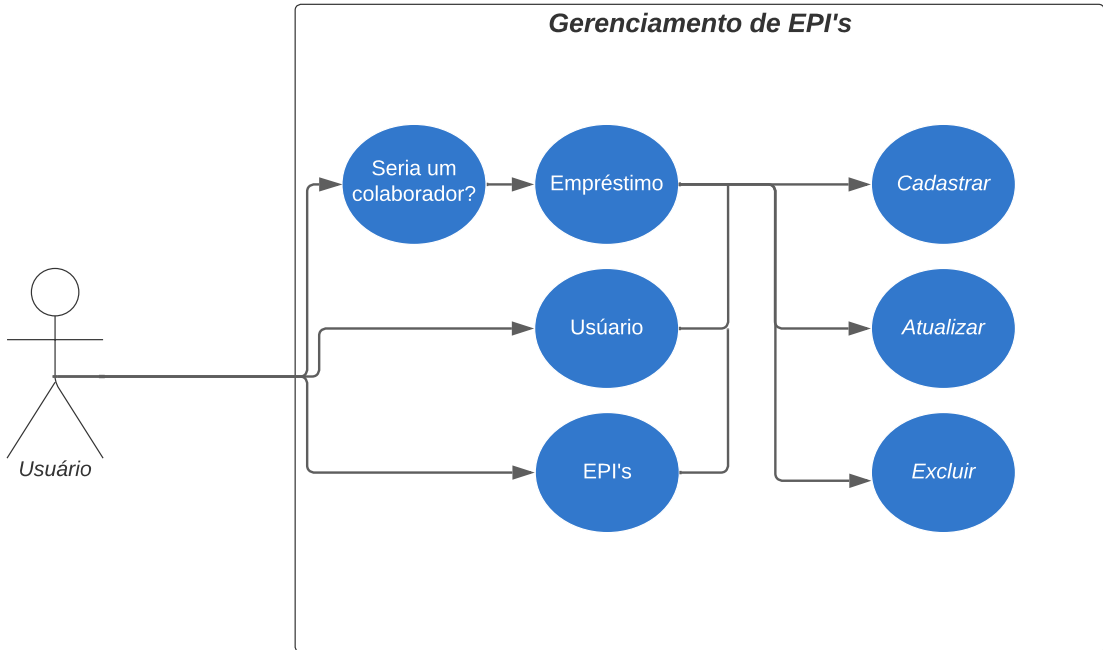 Gerenciamento de EPI's
Seria um
colaborador?
Empréstimo
Cadastrar
Usúario
Atualizar
EPI's
Excluir
Usuário